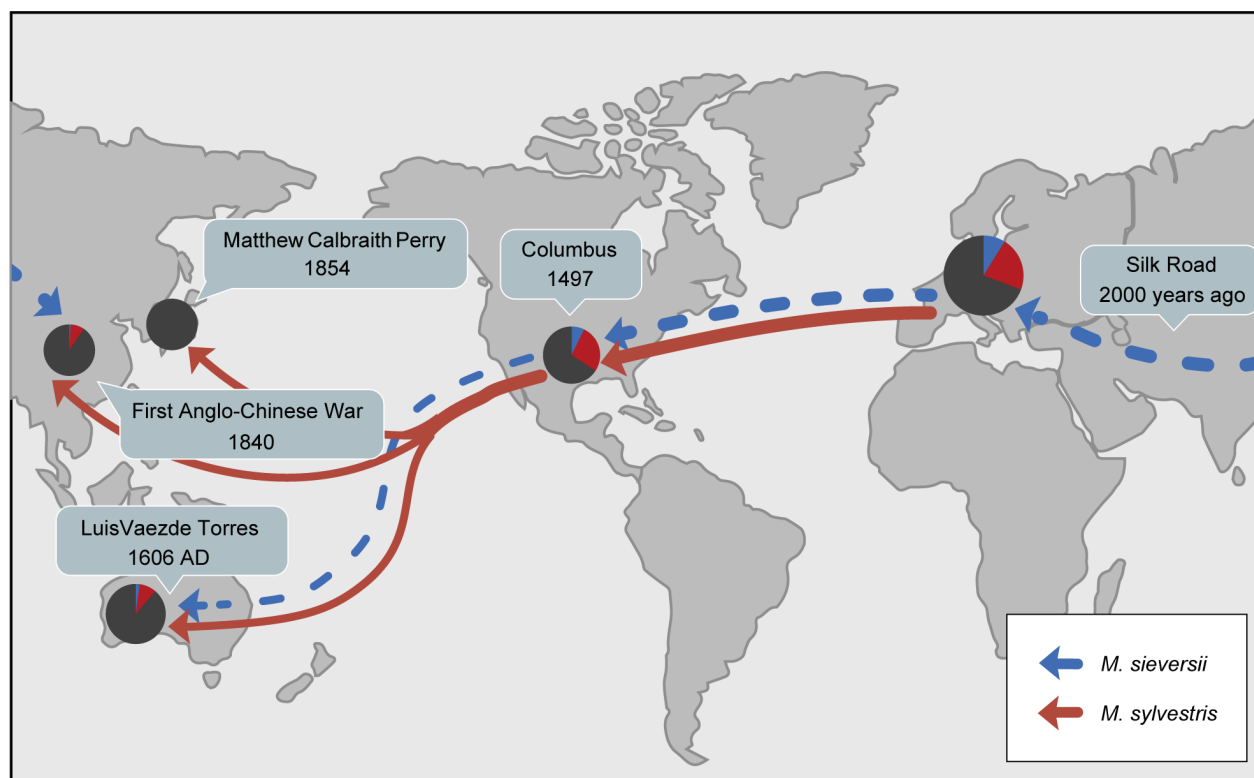 Matthew Calbraith Perry
1854
Columbus
1497
Silk Road
2000 years ago
First Anglo-Chinese War
1840
LuisVaezde Torres
1606 AD
M. sieversii
M. sylvestris